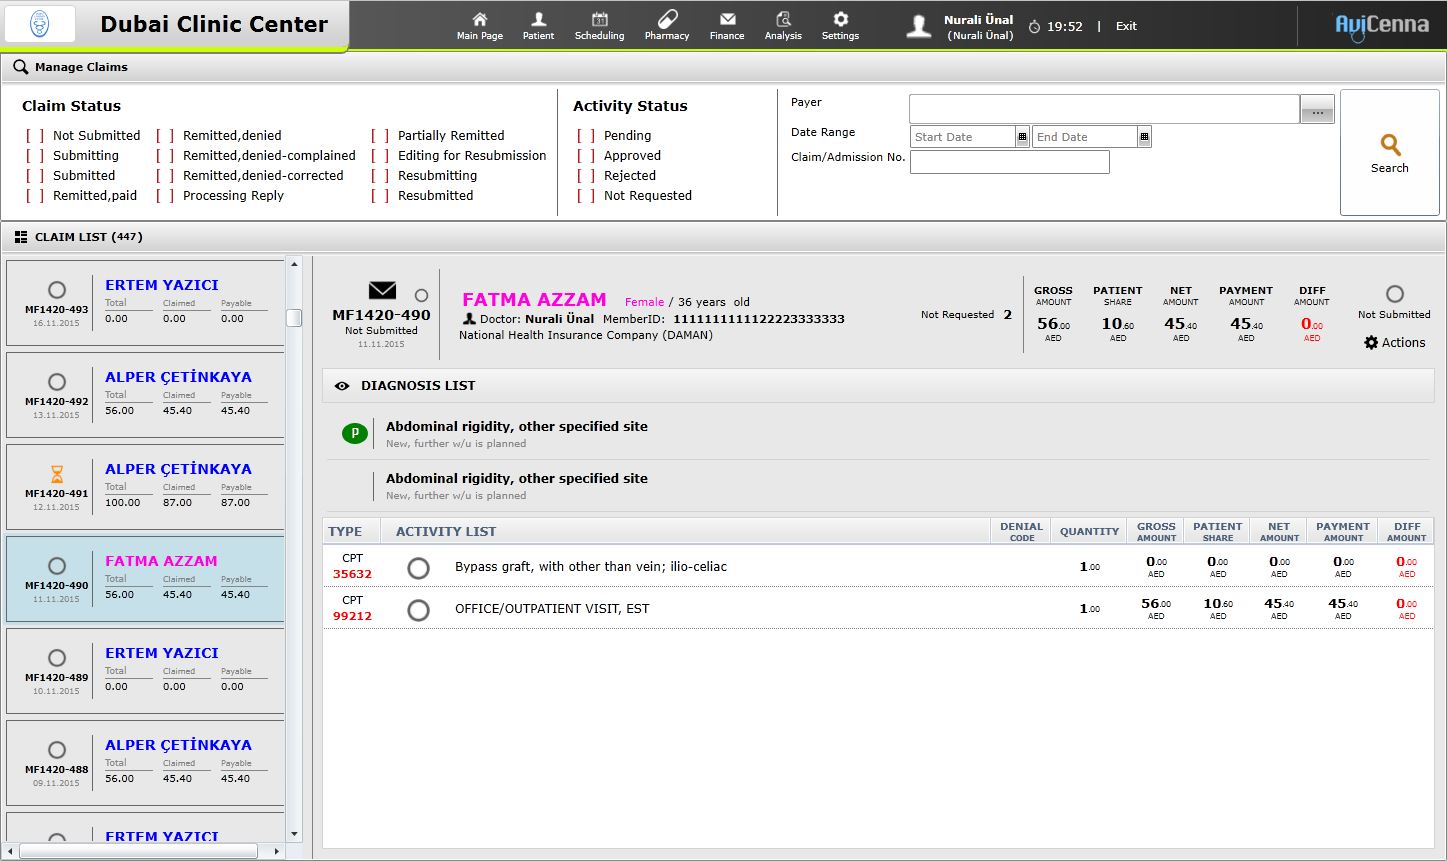 Dubai Clinic Center
Main Page
Patient
Scheduling
Pharmacy
Finance
Analysis
Settings
Nurali Ünal
(Nurali Ünal)
19:52 | Exit
AviCenna
Manage Claims
Claim Status
[ ] Not Submitted [ ] Remitted,denied [ ] Partially Remitted
[ ] Submitting [ ] Remitted,denied-complained [ ] Editing for Resubmission
[ ] Submitted [ ] Remitted,denied-corrected [ ] Resubmitting
[ ] Remitted,paid [ ] Processing Reply [ ] Resubmitted
Activity Status
[ ] Pending
[ ] Approved
[ ] Rejected
[ ] Not Requested
Payer
...
Date Range Start Date End Date
Claim/Admission No.
Search
CLAIM LIST (447)
ERTEM YAZICI
MF1420-493
16.11.2015
Total Claimed Payable
0.00 0.00 0.00
ALPER ÇETİNKAYA
MF1420-492
13.11.2015
Total Claimed Payable
56.00 45.40 45.40
ALPER ÇETİNKAYA
MF1420-491
12.11.2015
Total Claimed Payable
100.00 87.00 87.00
FATMA AZZAM
MF1420-490
11.11.2015
Total Claimed Payable
56.00 45.40 45.40
ERTEM YAZICI
MF1420-489
10.11.2015
Total Claimed Payable
0.00 0.00 0.00
ALPER ÇETİNKAYA
MF1420-488
09.11.2015
Total Claimed Payable
56.00 45.40 45.40
ERTEM YAZICI
MF1420-490
Not Submitted
11.11.2015
FATMA AZZAM Female / 36 years old
Doctor: Nurali Ünal MemberID: 1111111111122223333333
National Health Insurance Company (DAMAN)
Not Requested 2
GROSS PATIENT NET PAYMENT DIFF
AMOUNT SHARE AMOUNT AMOUNT AMOUNT
56.00 10.60 45.40 45.40 0.00
AED AED AED AED AED
Not Submitted
Actions
DIAGNOSIS LIST
P
Abdominal rigidity, other specified site
New, further w/u is planned
Abdominal rigidity, other specified site
New, further w/u is planned
TYPE ACTIVITY LIST DENIAL CODE QUANTITY GROSS AMOUNT PATIENT SHARE NET AMOUNT PAYMENT AMOUNT DIFF AMOUNT
CPT
35632 Bypass graft, with other than vein; ilio-celiac 1.00 0.00 0.00 0.00 0.00 0.00
AED AED AED AED AED
CPT
99212 OFFICE/OUTPATIENT VISIT, EST 1.00 56.00 10.60 45.40 45.40 0.00
AED AED AED AED AED